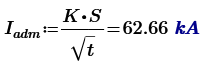 I_adm := K • S / √t = 62.66 kA